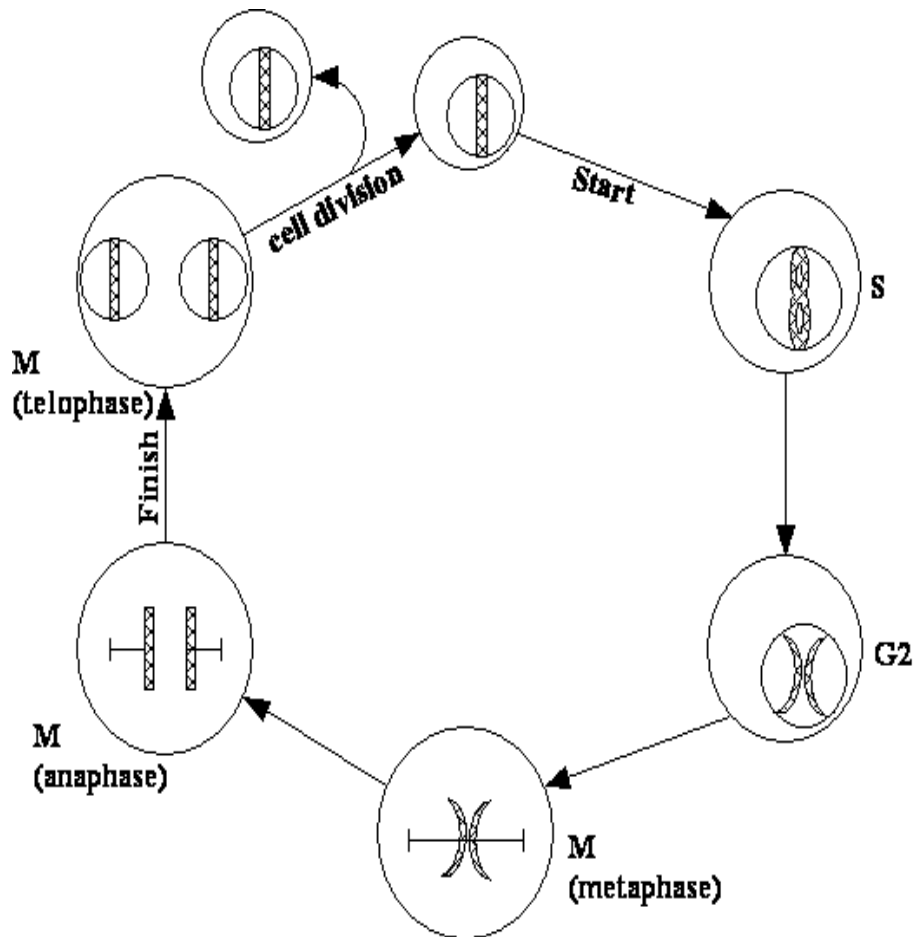 Start
cell division
S
M
(telophase)
Finish
G2
M
(anaphase)
M
(metaphase)